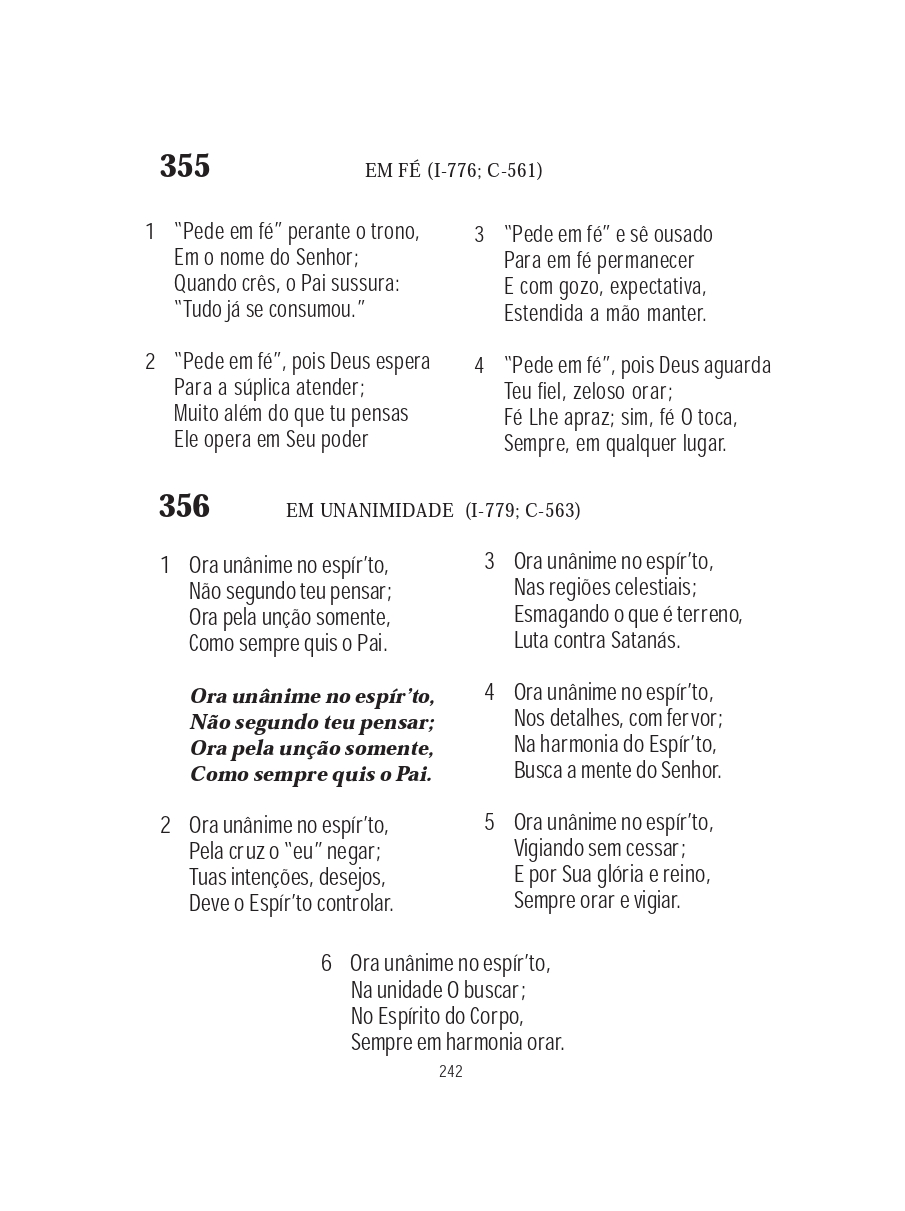 355 EM FÉ (I-776; C-561)
1 “Pede em fé” perante o trono,
Em o nome do Senhor;
Quando crês, o Pai sussura:
“Tudo já se consumou.”
2 “Pede em fé”, pois Deus espera
Para a súplica atender;
Muito além do que tu pensas
Ele opera em Seu poder
3 “Pede em fé” e sê ousado
Para em fé permanecer
E com gozo, expectativa,
Estendida a mão manter.
4 “Pede em fé”, pois Deus aguarda
Teu fiel, zeloso orar;
Fé Lhe apraz; sim, fé O toca,
Sempre, em qualquer lugar.
356 EM UNANIMIDADE (I-779; C-563)
1 Ora unânime no espír’to,
Não segundo teu pensar;
Ora pela unção somente,
Como sempre quis o Pai.
Ora unânime no espír’to,
Não segundo teu pensar;
Ora pela unção somente,
Como sempre quis o Pai.
2 Ora unânime no espír’to,
Pela cruz o “eu” negar;
Tuas intenções, desejos,
Deve o Espír’to controlar.
3 Ora unânime no espír’to,
Nas regiões celestiais;
Esmagando o que é terreno,
Luta contra Satanás.
4 Ora unânime no espír’to,
Nos detalhes, com fervor;
Na harmonia do Espír’to,
Busca a mente do Senhor.
5 Ora unânime no espír’to,
Vigiando sem cessar;
E por Sua glória e reino,
Sempre orar e vigiar.
6 Ora unânime no espír’to,
Na unidade O buscar;
No Espírito do Corpo,
Sempre em harmonia orar.
242